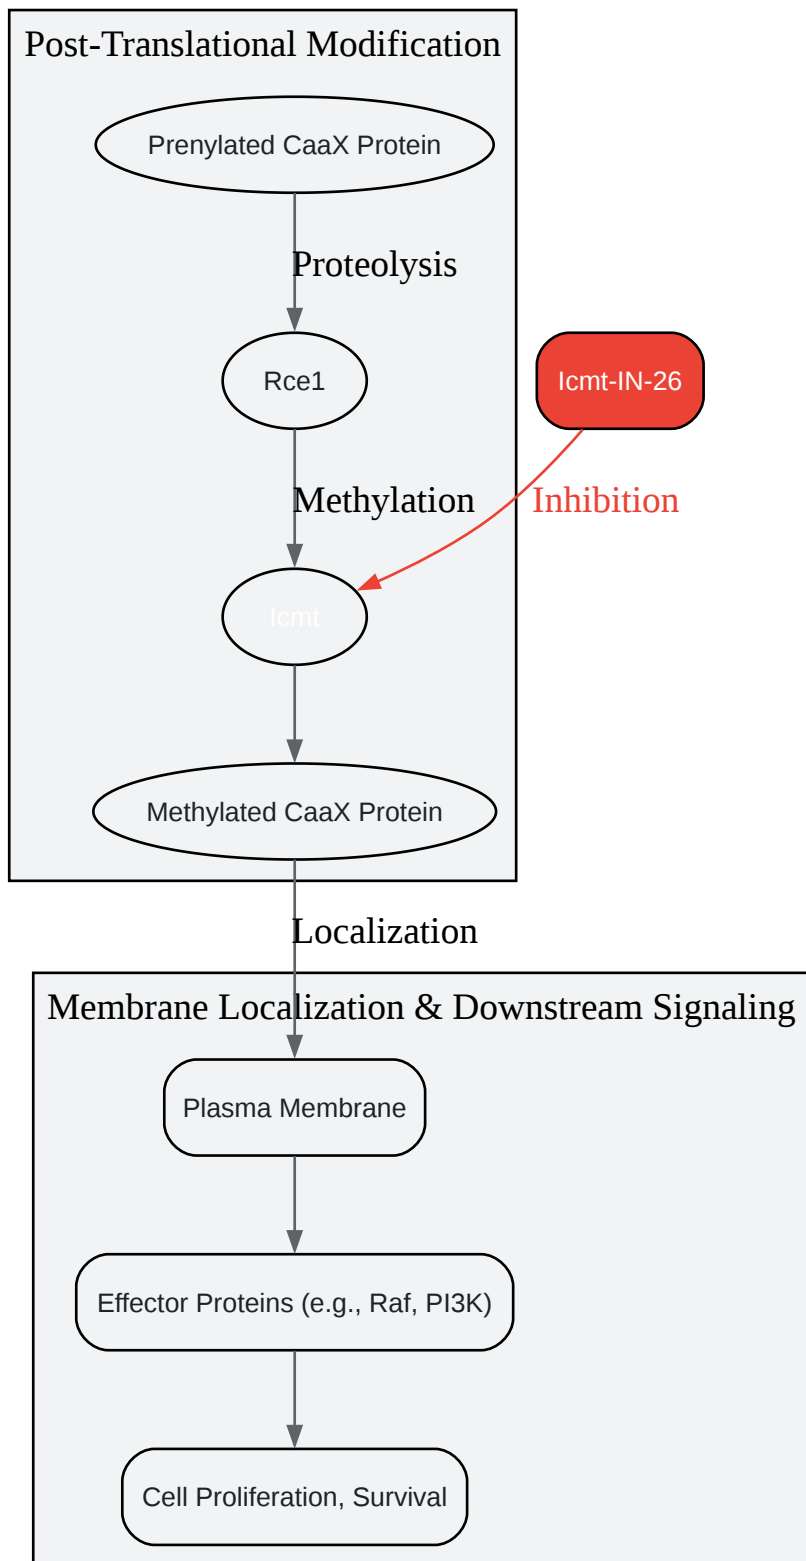 Post-Translational Modification
Prenylated CaaX Protein
Proteolysis
Rce1
Icmt-IN-26
Methylation
Inhibition
Icmt
Methylated CaaX Protein
Localization
Membrane Localization & Downstream Signaling
Plasma Membrane
Effector Proteins (e.g., Raf, PI3K)
Cell Proliferation, Survival